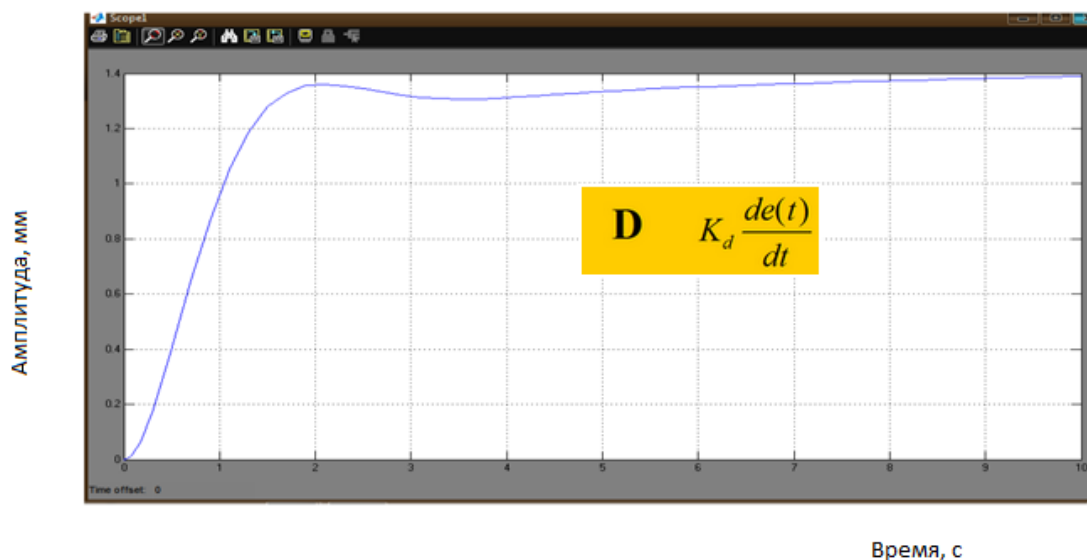 Scope1
1.4
1.2
1
0.8
0.6
0.4
0.2
0
0 1 2 3 4 5 6 7 8 9 10
Time offset: 0
D K_d de(t)/dt
Амплитуда, мм
Время, с